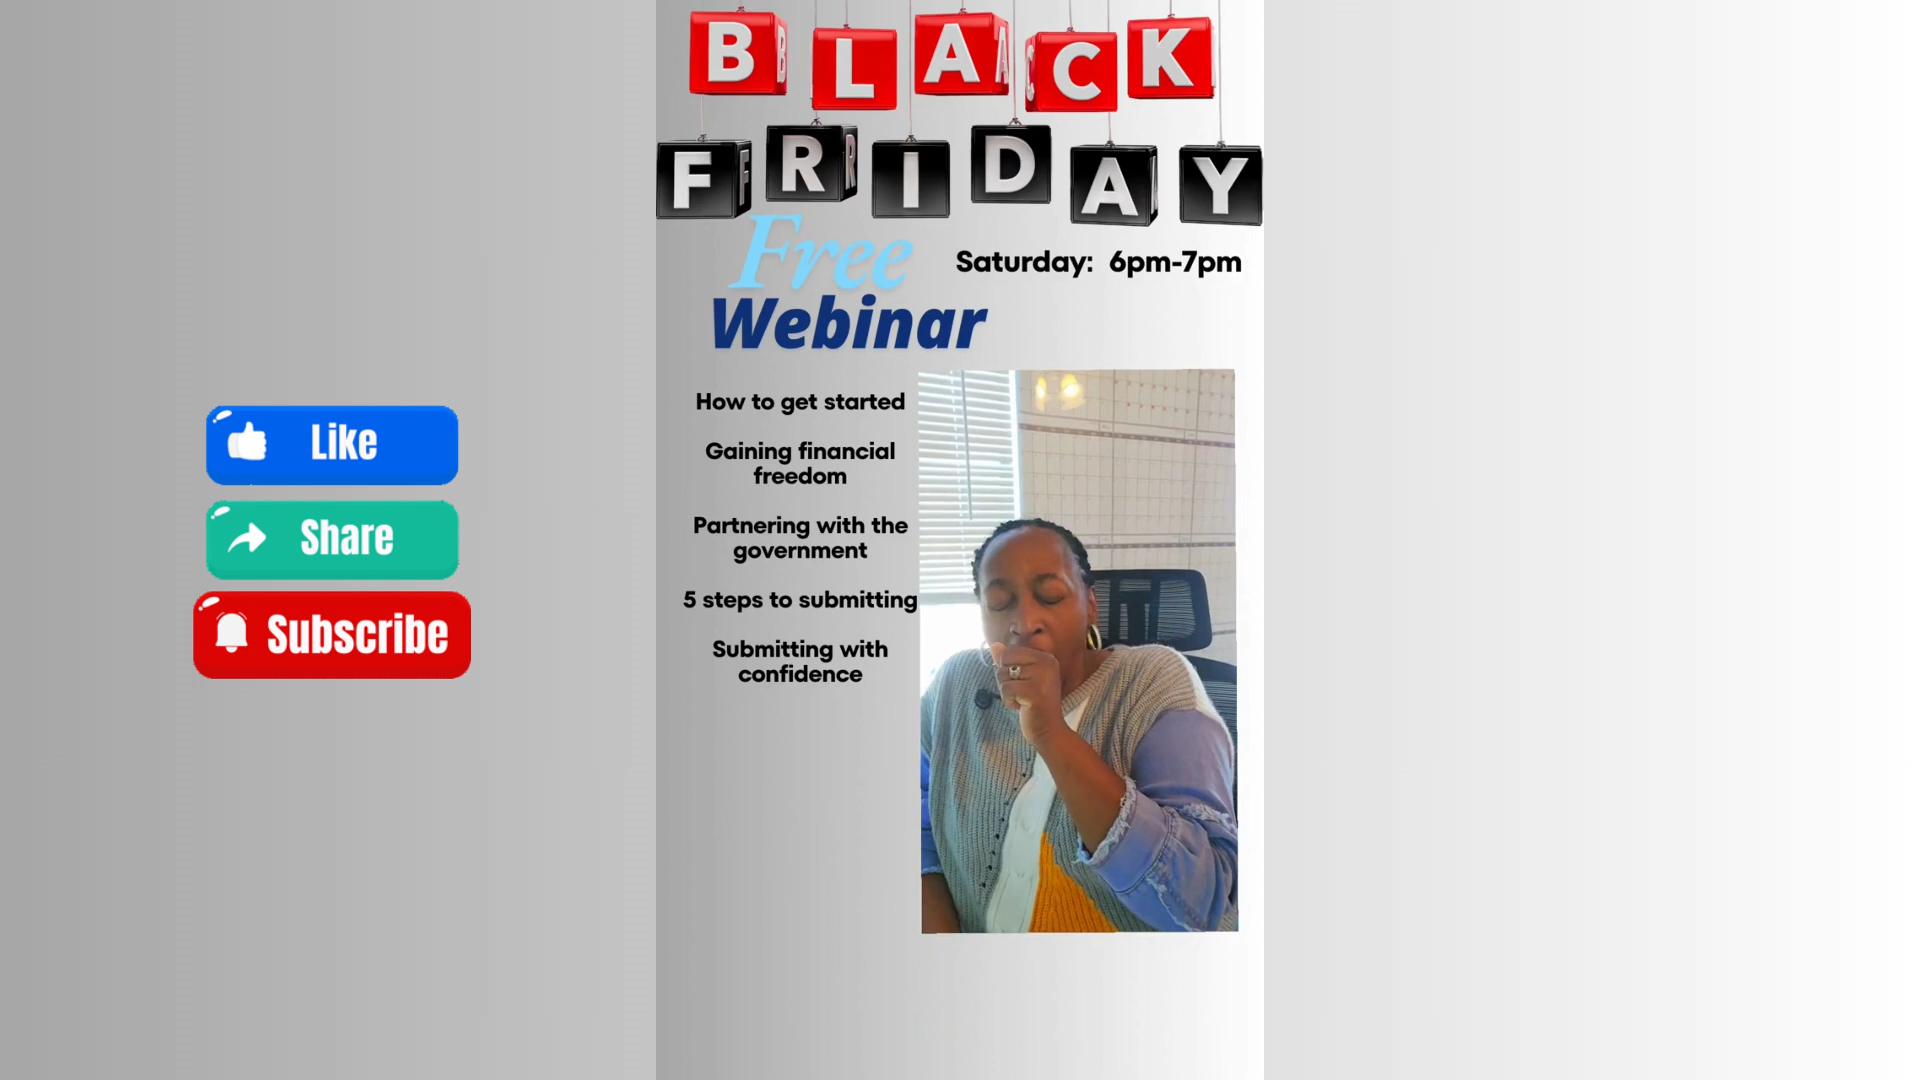 BLACK
FRIDAY
Free
Webinar
Saturday: 6pm-7pm
How to get started
Gaining financial
freedom
Partnering with the
government
5 steps to submitting
Submitting with
confidence
Like
Share
Subscribe